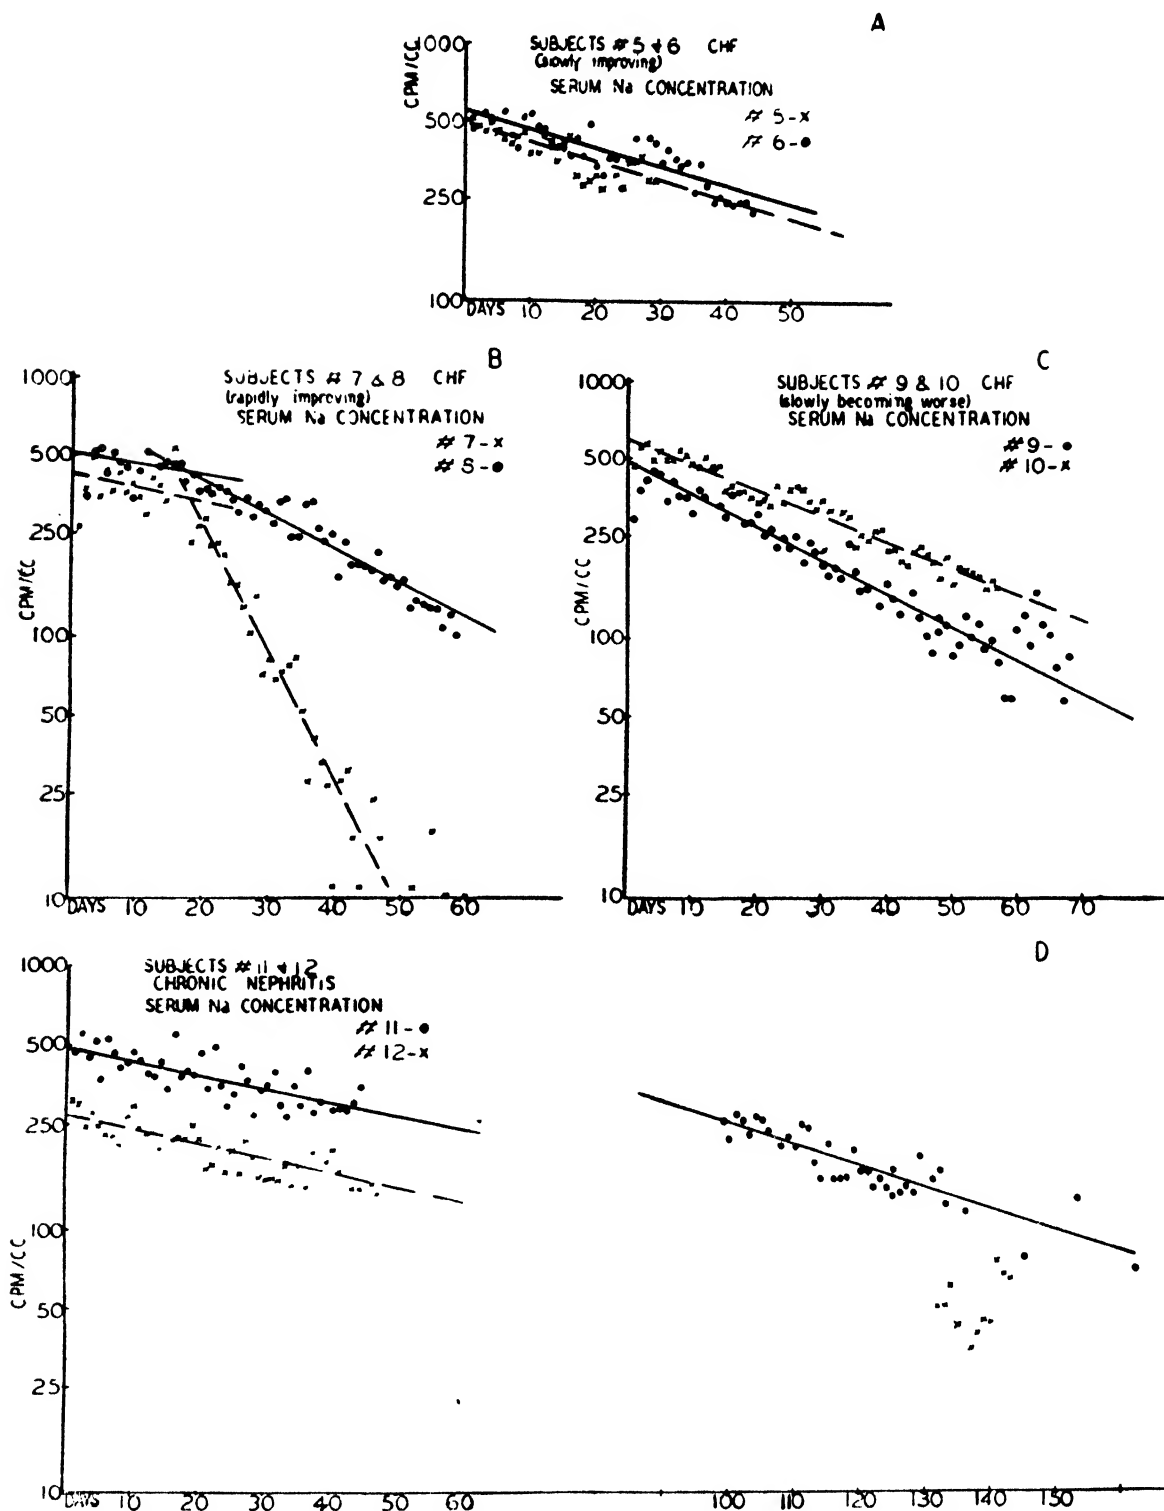 A
SUBJECTS # 5 & 6 CHF
(slowly improving)
SERUM Na CONCENTRATION
# 5-x
# 6-●
CPM/CC
1000
500
250
100
DAYS 10 20 30 40 50
B
SUBJECTS # 7 & 8 CHF
(rapidly improving)
SERUM Na CONCENTRATION
# 7-x
# 8-●
CPM/CC
1000
500
250
100
50
25
10
DAYS 10 20 30 40 50 60
C
SUBJECTS # 9 & 10 CHF
(slowly becoming worse)
SERUM Na CONCENTRATION
#9-●
#10-x
CPM/CC
1000
500
250
100
50
25
10
DAYS 10 20 30 40 50 60 70
D
SUBJECTS # 11 & 12
CHRONIC NEPHRITIS
SERUM Na CONCENTRATION
# 11-●
# 12-x
CPM/CC
1000
500
250
100
50
25
10
DAYS 10 20 30 40 50 60 100 110 120 130 140 150